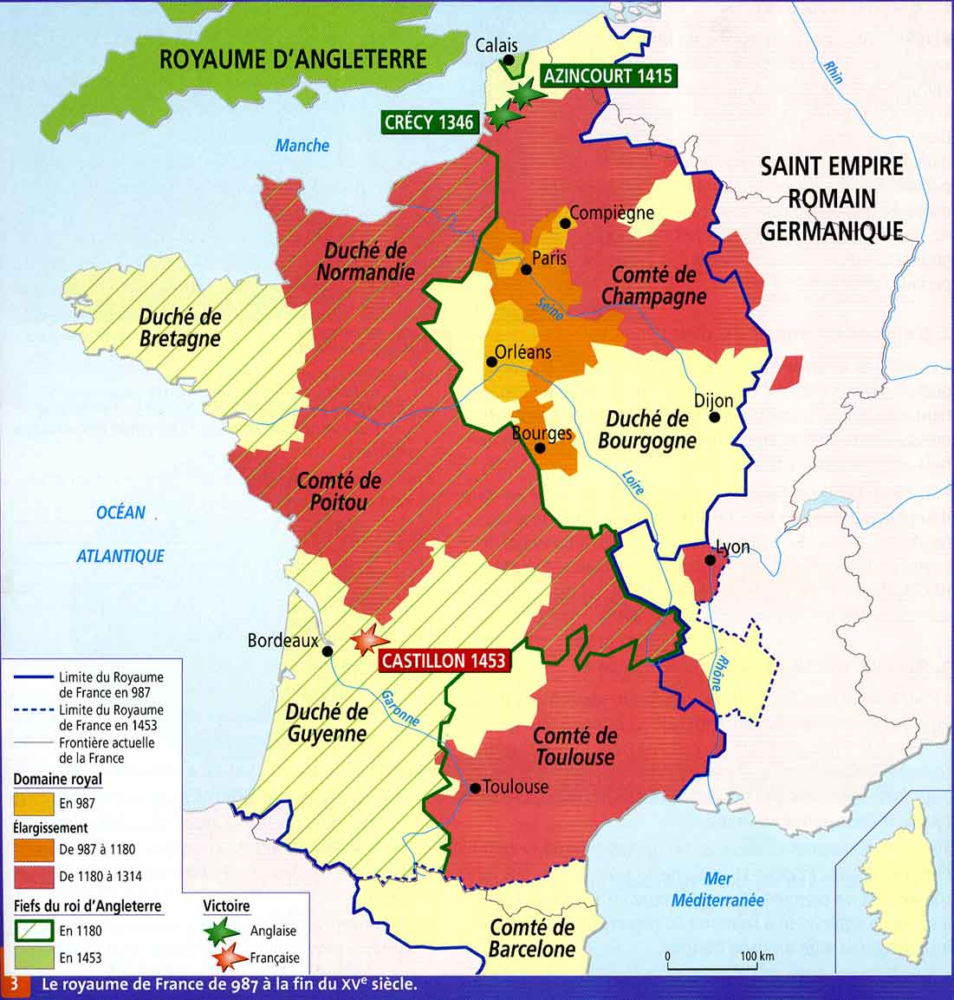 ROYAUME D'ANGLETERRE
Calais
AZINCOURT 1415
CRÉCY 1346
Rhin
Manche
SAINT EMPIRE
ROMAIN
GERMANIQUE
Compiègne
Duché de
Normandie
Paris
Comté de
Champagne
Seine
Duché de
Bretagne
Orléans
Dijon
Duché de
Bourgogne
Bourges
Loire
Comté de
Poitou
OCÉAN
ATLANTIQUE
Lyon
Bordeaux
CASTILLON 1453
Rhône
Garonne
Duché de
Guyenne
Comté de
Toulouse
Toulouse
Mer
Méditerranée
Comté de
Barcelone
Limite du Royaume
de France en 987
Limite du Royaume
de France en 1453
Frontière actuelle
de la France
Domaine royal
En 987
Élargissement
De 987 à 1180
De 1180 à 1314
Fiefs du roi d'Angleterre
En 1180
En 1453
Victoire
Anglaise
Française
0 100 km
3 Le royaume de France de 987 à la fin du XVe siècle.